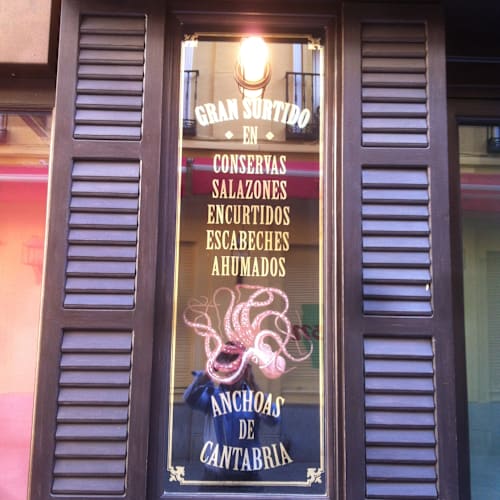 GRAN SURTIDO
EN
CONSERVAS
SALAZONES
ENCURTIDOS
ESCABECHES
AHUMADOS
ANCHOAS
DE
CANTABRIA